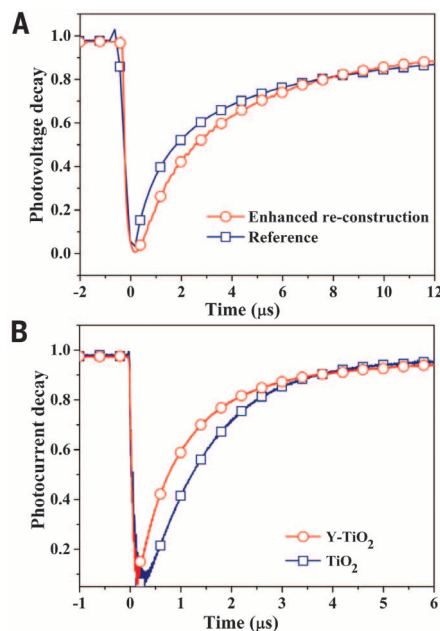 A
Photovoltage decay
1.0
0.8
0.6
0.4
0.2
0.0
Enhanced re-construction
Reference
-2 0 2 4 6 8 10 12
Time (μs)
B
Photocurrent decay
1.0
0.8
0.6
0.4
0.2
Y-TiO₂
TiO₂
-1 0 1 2 3 4 5 6
Time (μs)